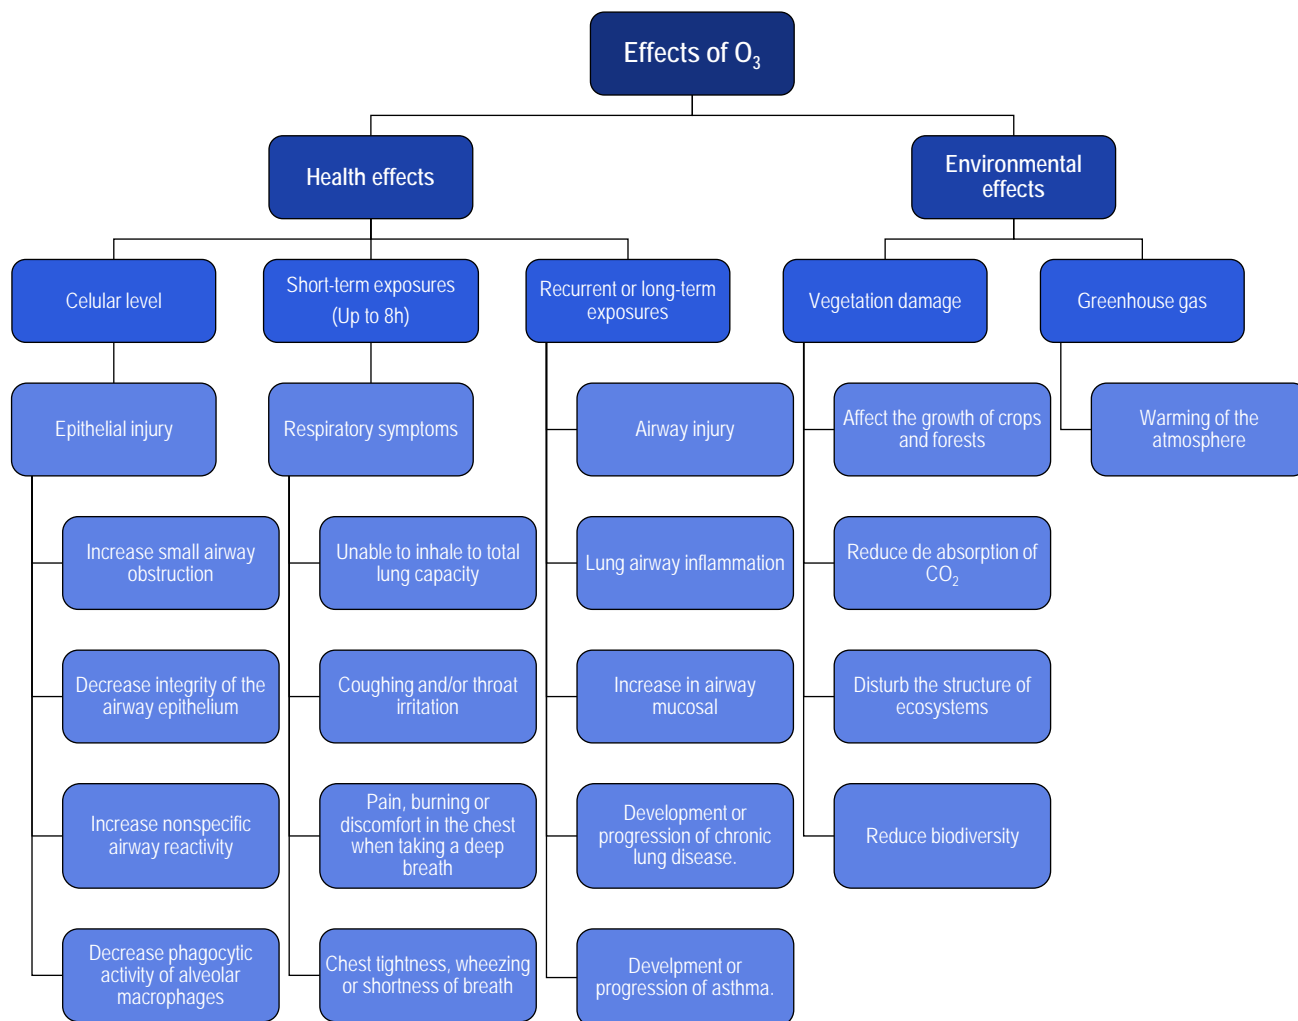 Effects of O₃
Health effects
Environmental
effects
Celular level
Short-term exposures
(Up to 8h)
Recurrent or long-term
exposures
Vegetation damage
Greenhouse gas
Epithelial injury
Respiratory symptoms
Airway injury
Affect the growth of crops
and forests
Warming of the
atmosphere
Increase small airway
obstruction
Unable to inhale to total
lung capacity
Lung airway inflammation
Reduce de absorption of
CO₂
Decrease integrity of the
airway epithelium
Coughing and/or throat
irritation
Increase in airway
mucosal
Disturb the structure of
ecosystems
Increase nonspecific
airway reactivity
Pain, burning or
discomfort in the chest
when taking a deep
breath
Development or
progression of chronic
lung disease.
Reduce biodiversity
Decrease phagocytic
activity of alveolar
macrophages
Chest tightness, wheezing
or shortness of breath
Develpment or
progression of asthma.